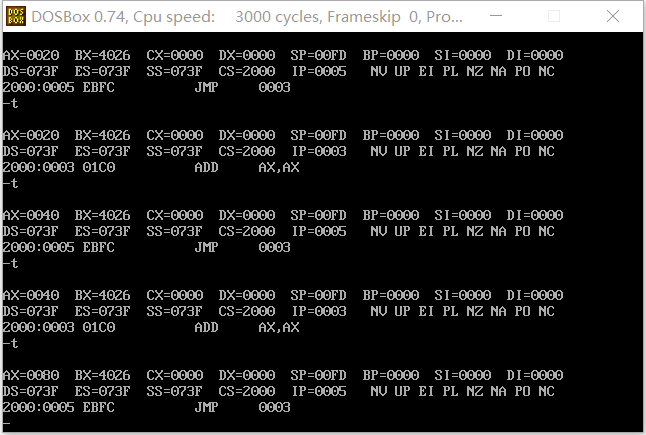 DOS BOX DOSBox 0.74, Cpu speed: 3000 cycles, Frameskip 0, Pro...
AX=0020 BX=4026 CX=0000 DX=0000 SP=00FD BP=0000 SI=0000 DI=0000
DS=073F ES=073F SS=073F CS=2000 IP=0005 NV UP EI PL NZ NA PO NC
2000:0005 EBFC JMP 0003
-t
AX=0020 BX=4026 CX=0000 DX=0000 SP=00FD BP=0000 SI=0000 DI=0000
DS=073F ES=073F SS=073F CS=2000 IP=0003 NV UP EI PL NZ NA PO NC
2000:0003 01C0 ADD AX,AX
-t
AX=0040 BX=4026 CX=0000 DX=0000 SP=00FD BP=0000 SI=0000 DI=0000
DS=073F ES=073F SS=073F CS=2000 IP=0005 NV UP EI PL NZ NA PO NC
2000:0005 EBFC JMP 0003
-t
AX=0040 BX=4026 CX=0000 DX=0000 SP=00FD BP=0000 SI=0000 DI=0000
DS=073F ES=073F SS=073F CS=2000 IP=0003 NV UP EI PL NZ NA PO NC
2000:0003 01C0 ADD AX,AX
-t
AX=0080 BX=4026 CX=0000 DX=0000 SP=00FD BP=0000 SI=0000 DI=0000
DS=073F ES=073F SS=073F CS=2000 IP=0005 NV UP EI PL NZ NA PO NC
2000:0005 EBFC JMP 0003
-